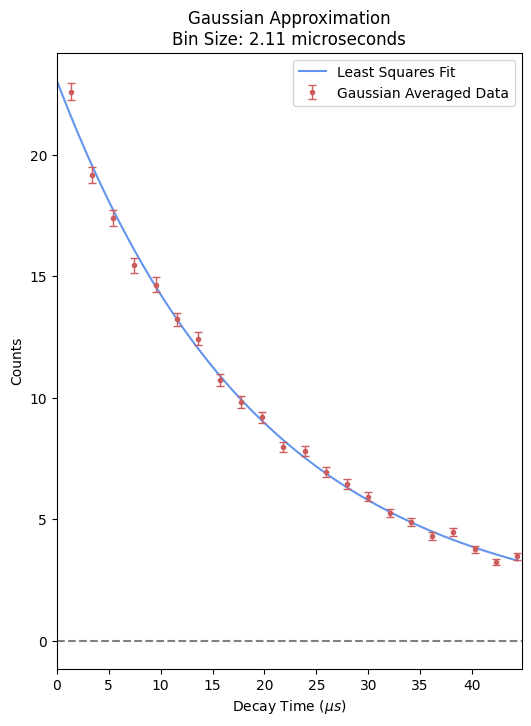 Gaussian Approximation
Bin Size: 2.11 microseconds
Least Squares Fit
Gaussian Averaged Data
Counts
20
15
10
5
0
0 5 10 15 20 25 30 35 40
Decay Time (μs)